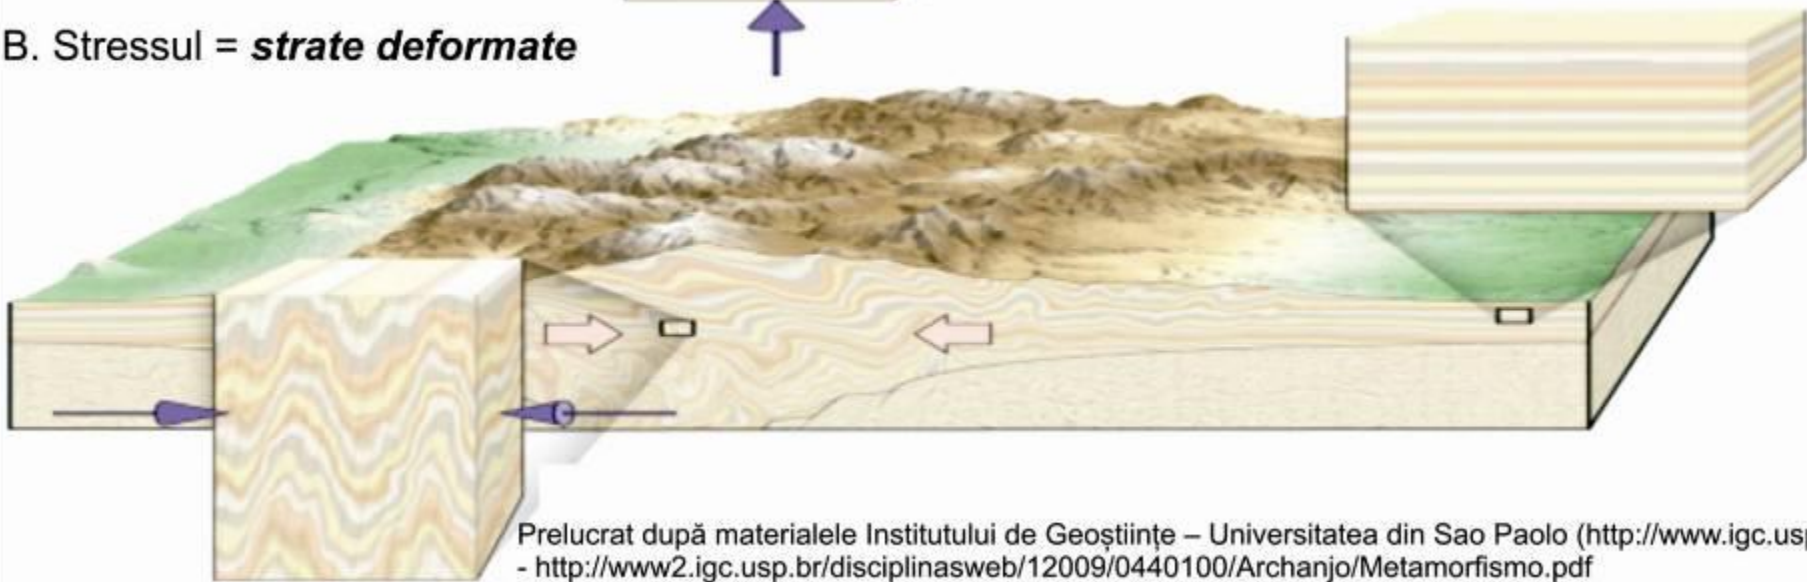 B. Stressul = strate deformate
Prelucrat după materialele Institutului de Geoștiințe – Universitatea din Sao Paolo (http://www.igc.usp
- http://www2.igc.usp.br/disciplinasweb/12009/0440100/Archanjo/Metamorfismo.pdf